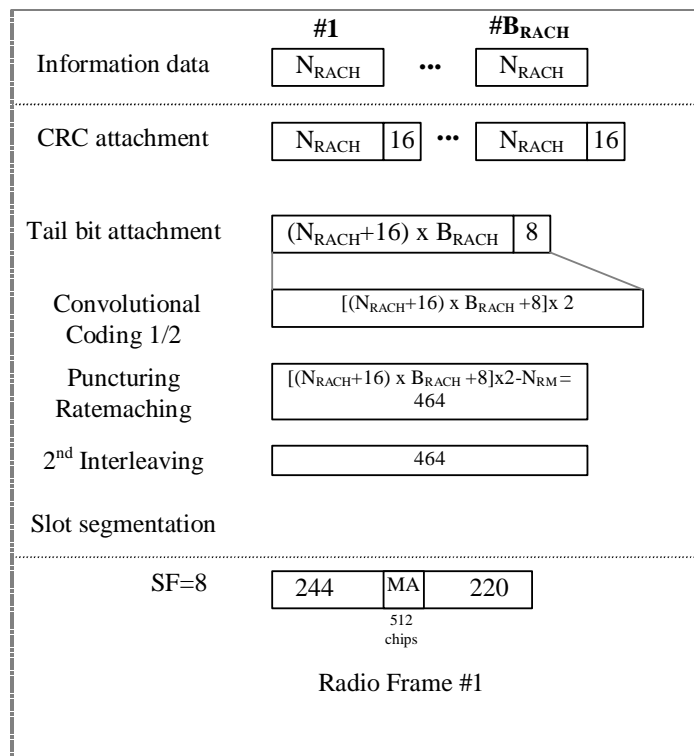 #1 #B_RACH
Information data N_RACH ... N_RACH
CRC attachment N_RACH 16 ... N_RACH 16
Tail bit attachment (N_RACH+16) x B_RACH 8
Convolutional
Coding 1/2
[(N_RACH+16) x B_RACH +8]x 2
Puncturing
Ratemaching
[(N_RACH+16) x B_RACH +8]x2-N_RM =
464
2nd Interleaving 464
Slot segmentation
SF=8 244 MA 220
512
chips
Radio Frame #1